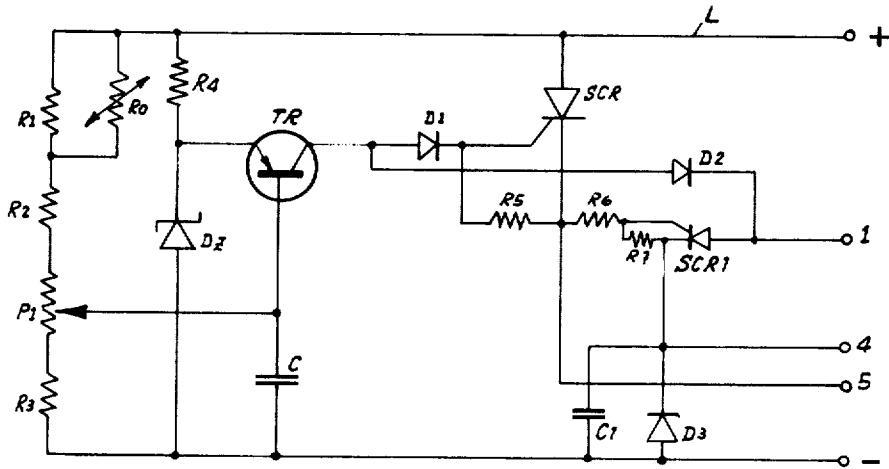 L
+
R1
R0
R4
TR
SCR
D1
D2
R2
R5
R6
R7
SCR1
1
DZ
P1
4
5
R3
C
C1
D3
-